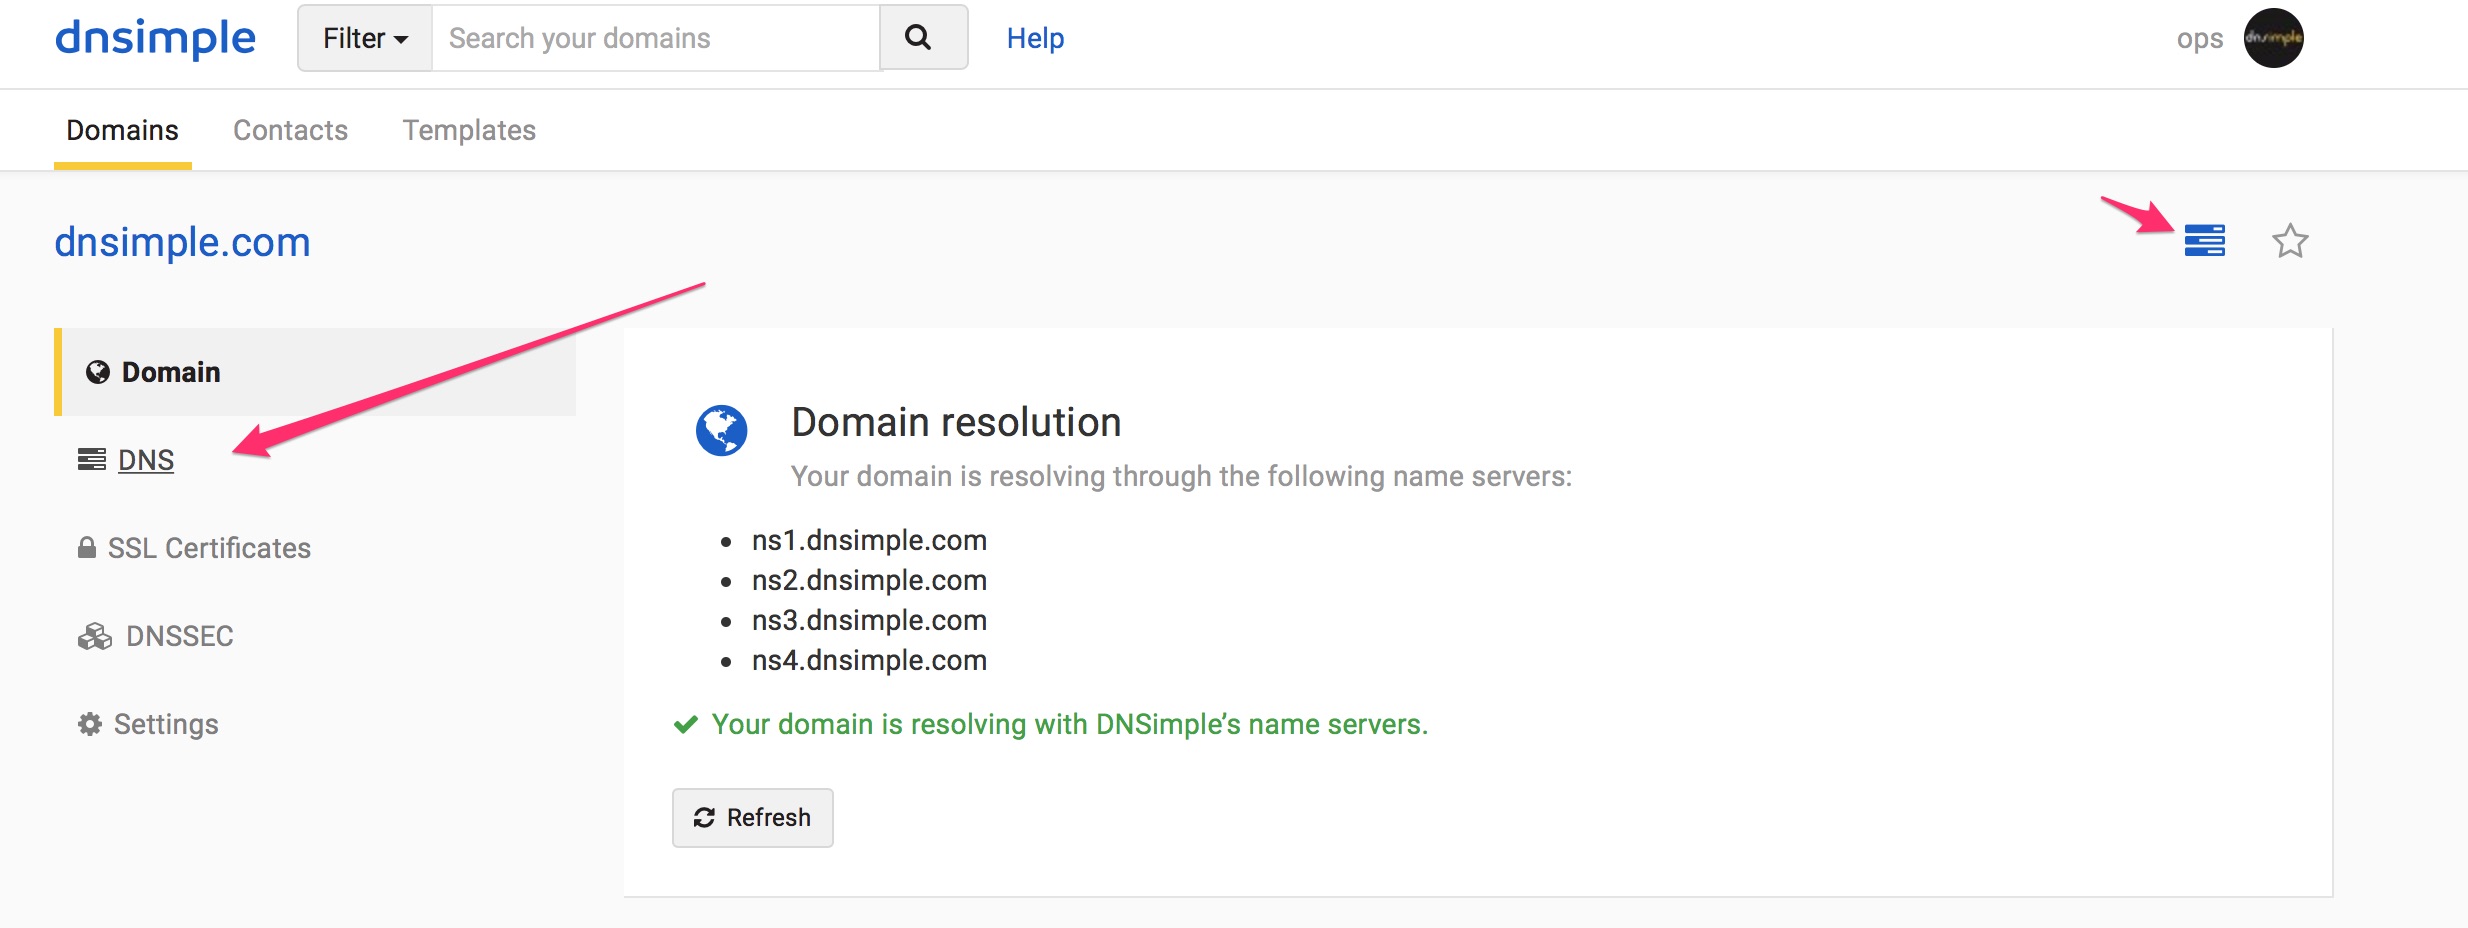 dnsimple Filter Search your domains Help ops dnsimple
Domains Contacts Templates
dnsimple.com
Domain
DNS
SSL Certificates
DNSSEC
Settings
Domain resolution
Your domain is resolving through the following name servers:
ns1.dnsimple.com
ns2.dnsimple.com
ns3.dnsimple.com
ns4.dnsimple.com
Your domain is resolving with DNSimple’s name servers.
Refresh